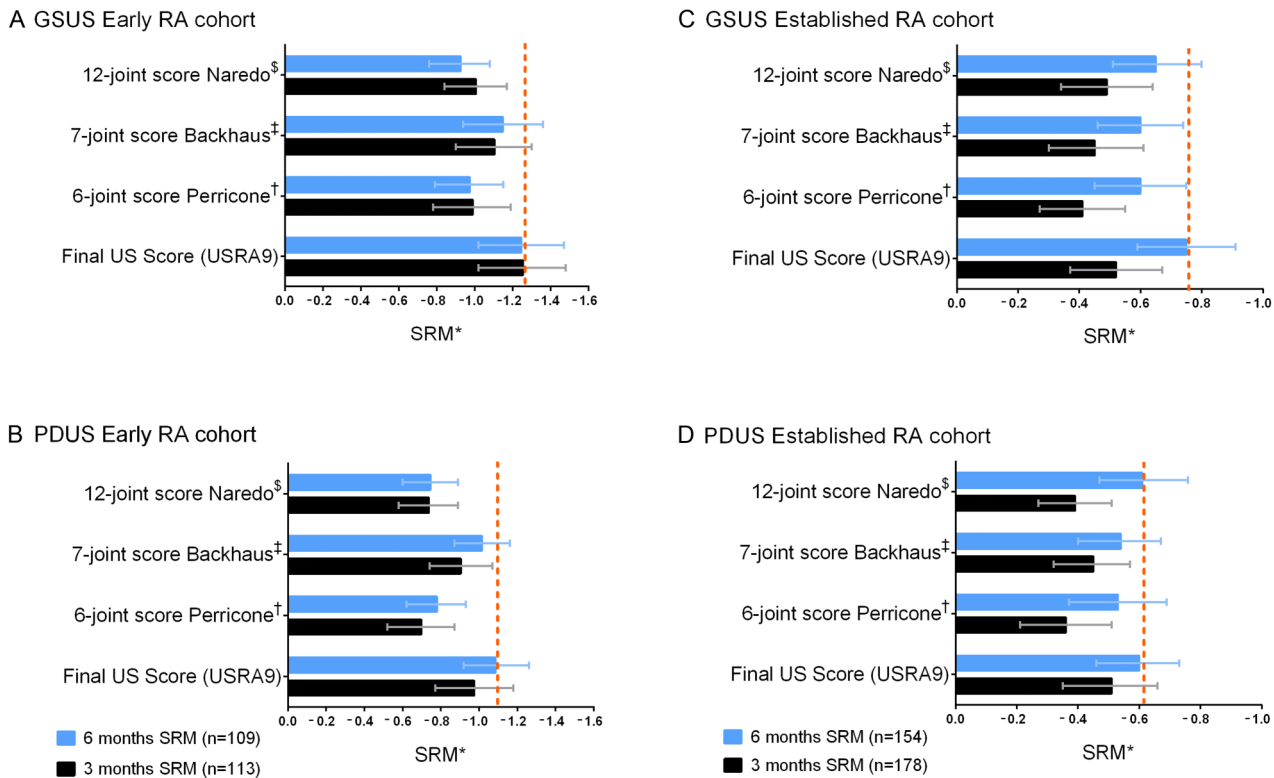 A GSUS Early RA cohort
12-joint score Naredo$
7-joint score Backhaus‡
6-joint score Perricone†
Final US Score (USRA9)
0.0 -0.2 -0.4 -0.6 -0.8 -1.0 -1.2 -1.4 -1.6
SRM*
C GSUS Established RA cohort
12-joint score Naredo$
7-joint score Backhaus‡
6-joint score Perricone†
Final US Score (USRA9)
0.0 -0.2 -0.4 -0.6 -0.8 -1.0
SRM*
B PDUS Early RA cohort
12-joint score Naredo$
7-joint score Backhaus‡
6-joint score Perricone†
Final US Score (USRA9)
0.0 -0.2 -0.4 -0.6 -0.8 -1.0 -1.2 -1.4 -1.6
SRM*
6 months SRM (n=109)
3 months SRM (n=113)
D PDUS Established RA cohort
12-joint score Naredo$
7-joint score Backhaus‡
6-joint score Perricone†
Final US Score (USRA9)
0.0 -0.2 -0.4 -0.6 -0.8 -1.0
SRM*
6 months SRM (n=154)
3 months SRM (n=178)